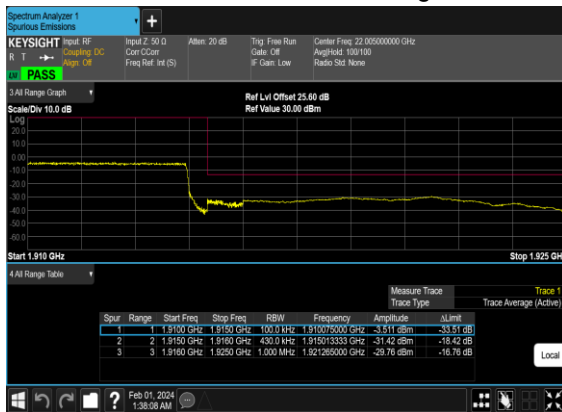 Spectrum Analyzer 1
Spurious Emissions
+
KEYSIGHT Input: RF Input Z: 50 Ω Atten: 20 dB Trig: Free Run Center Freq: 22.005000000 GHz
R T Coupling: DC Corr CCorr Gate: Off Avg|Hold: 100/100
Align: Off Freq Ref: Int (S) IF Gain: Low Radio Std: None
PASS
3 All Range Graph
Ref Lvl Offset 25.60 dB
Scale/Div 10.0 dB Ref Value 30.00 dBm
Log
20.0
10.0
0.00
-10.0
-20.0
-30.0
-40.0
-50.0
-60.0
Start 1.910 GHz Stop 1.925 GH
4 All Range Table
Measure Trace Trace 1
Trace Type Trace Average (Active)
Spur Range Start Freq Stop Freq RBW Frequency Amplitude ΔLimit
1 1 1.9100 GHz 1.9150 GHz 100.0 kHz 1.910075000 GHz -3.511 dBm -33.51 dB
2 2 1.9150 GHz 1.9160 GHz 430.0 kHz 1.915013333 GHz -31.42 dBm -18.42 dB
3 3 1.9160 GHz 1.9250 GHz 1.000 MHz 1.921265000 GHz -29.76 dBm -16.76 dB
Local
? Feb 01, 2024
1:38:08 AM